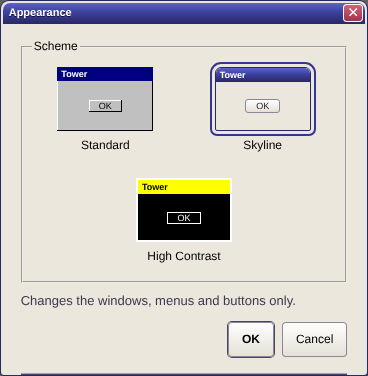 Appearance
Scheme
Tower
OK
Standard
Tower
OK
Skyline
Tower
OK
High Contrast
Changes the windows, menus and buttons only.
OK
Cancel